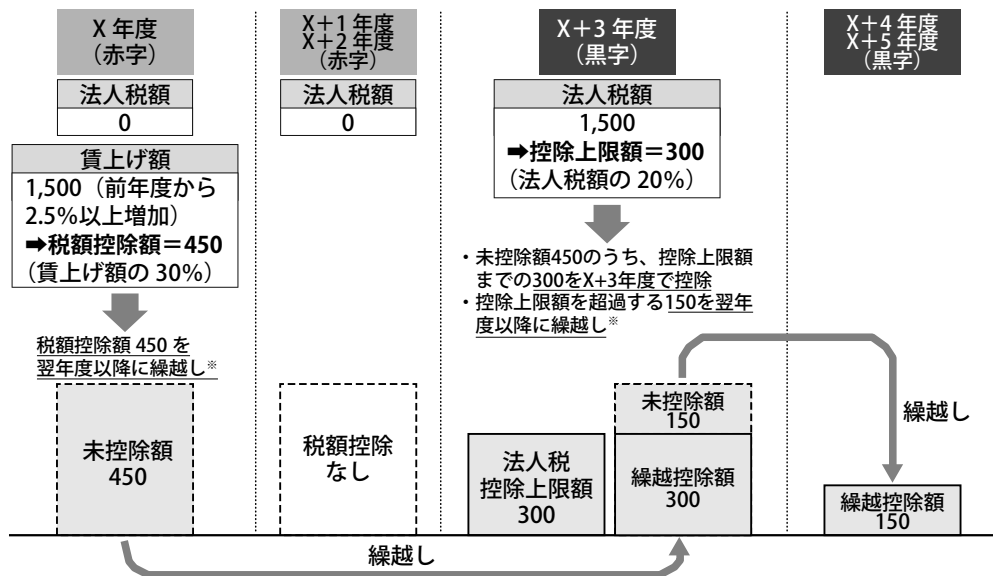 X 年度
（赤字）
法人税額
0
賃上げ額
1,500（前年度から
2.5%以上増加）
➡税額控除額＝450
（賃上げ額の 30%）
税額控除額 450 を
翌年度以降に繰越し※
未控除額
450
X＋1 年度
X＋2 年度
（赤字）
法人税額
0
税額控除
なし
X＋3 年度
（黒字）
法人税額
1,500
➡控除上限額＝300
（法人税額の 20%）
・未控除額450のうち、控除上限額
までの300をX+3年度で控除
・控除上限額を超過する150を翌年
度以降に繰越し※
法人税
控除上限額
300
未控除額
150
繰越控除額
300
X＋4 年度
X＋5 年度
（黒字）
繰越し
繰越控除額
150
繰越し